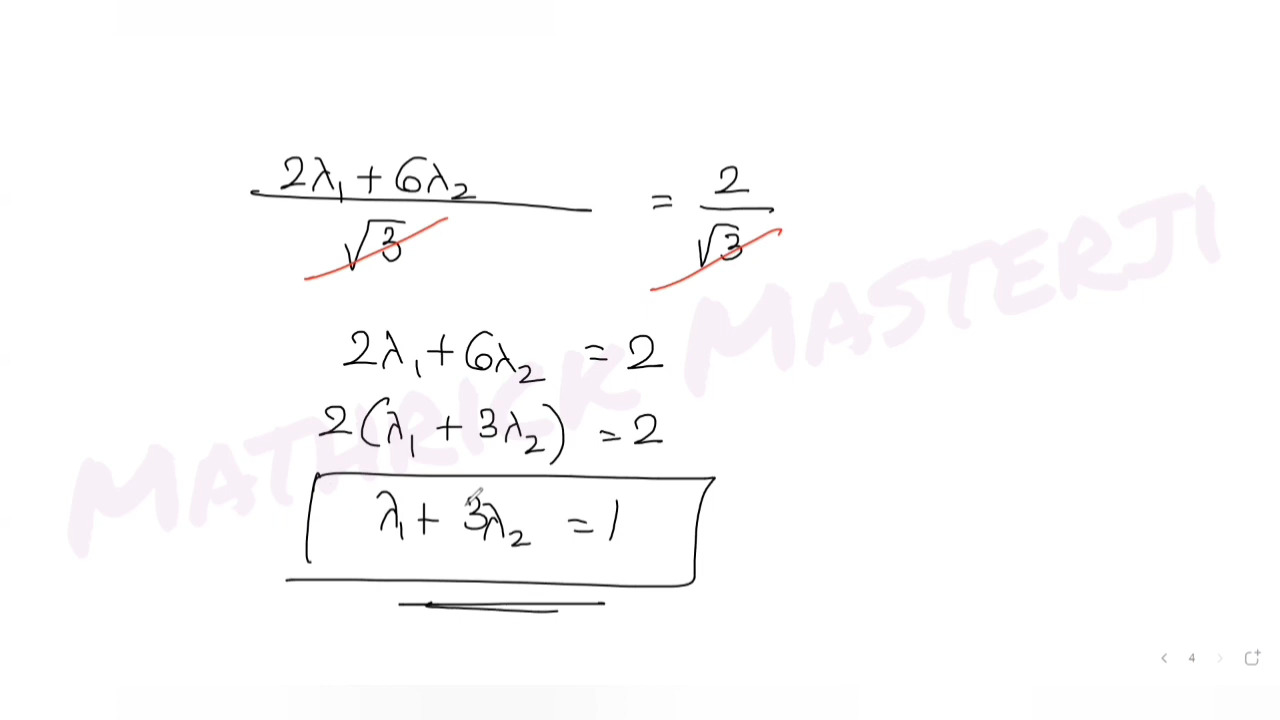 2λ₁ + 6λ₂ / √3 = 2 / √3
2λ₁ + 6λ₂ = 2
2(λ₁ + 3λ₂) = 2
λ₁ + 3λ₂ = 1
MATHRICK MASTERJI
< 4 >